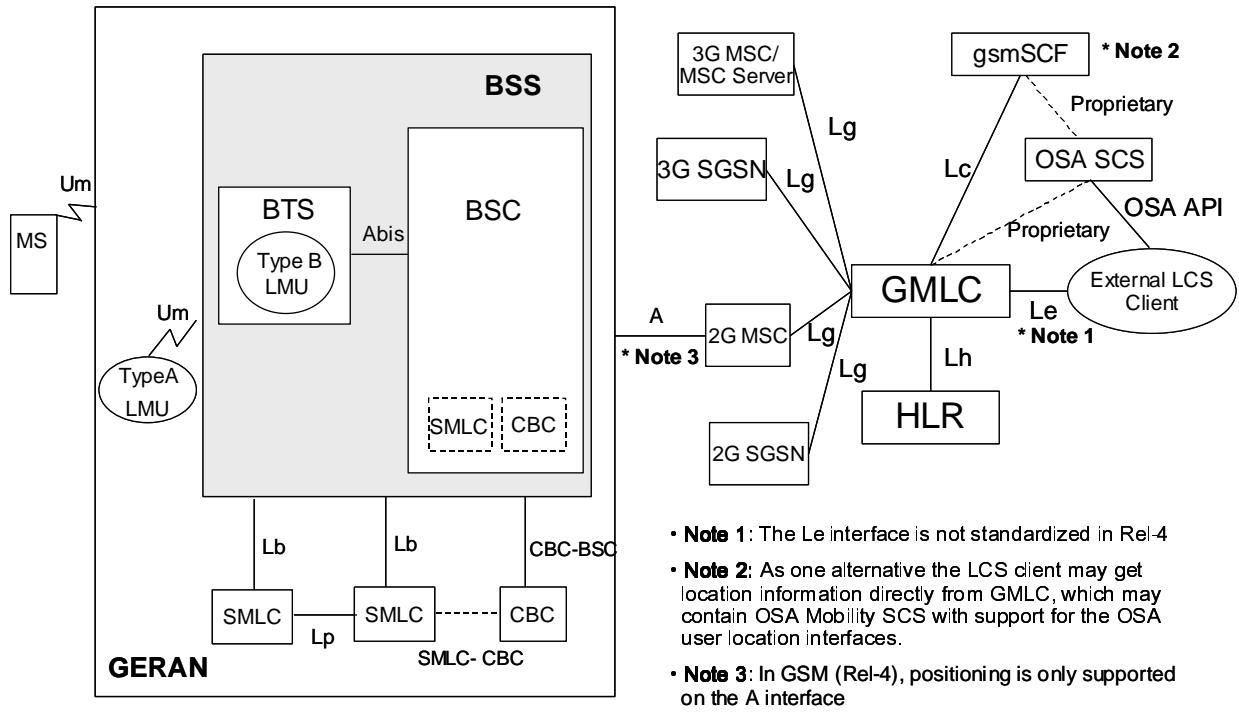 BSS
BTS
Type B
LMU
Abis
BSC
SMLC
CBC
Um
MS
Um
TypeA
LMU
Lb
Lb
CBC-BSC
SMLC
Lp
SMLC
SMLC- CBC
CBC
GERAN
A
* Note 3
3G MSC/
MSC Server
Lg
3G SGSN
Lg
2G MSC
Lg
2G SGSN
Lg
gsmSCF
* Note 2
Proprietary
Lc
OSA SCS
OSA API
Proprietary
GMLC
Le
* Note 1
External LCS
Client
Lh
HLR
• Note 1: The Le interface is not standardized in Rel-4
• Note 2: As one alternative the LCS client may get
location information directly from GMLC, which may
contain OSA Mobility SCS with support for the OSA
user location interfaces.
• Note 3: In GSM (Rel-4), positioning is only supported
on the A interface